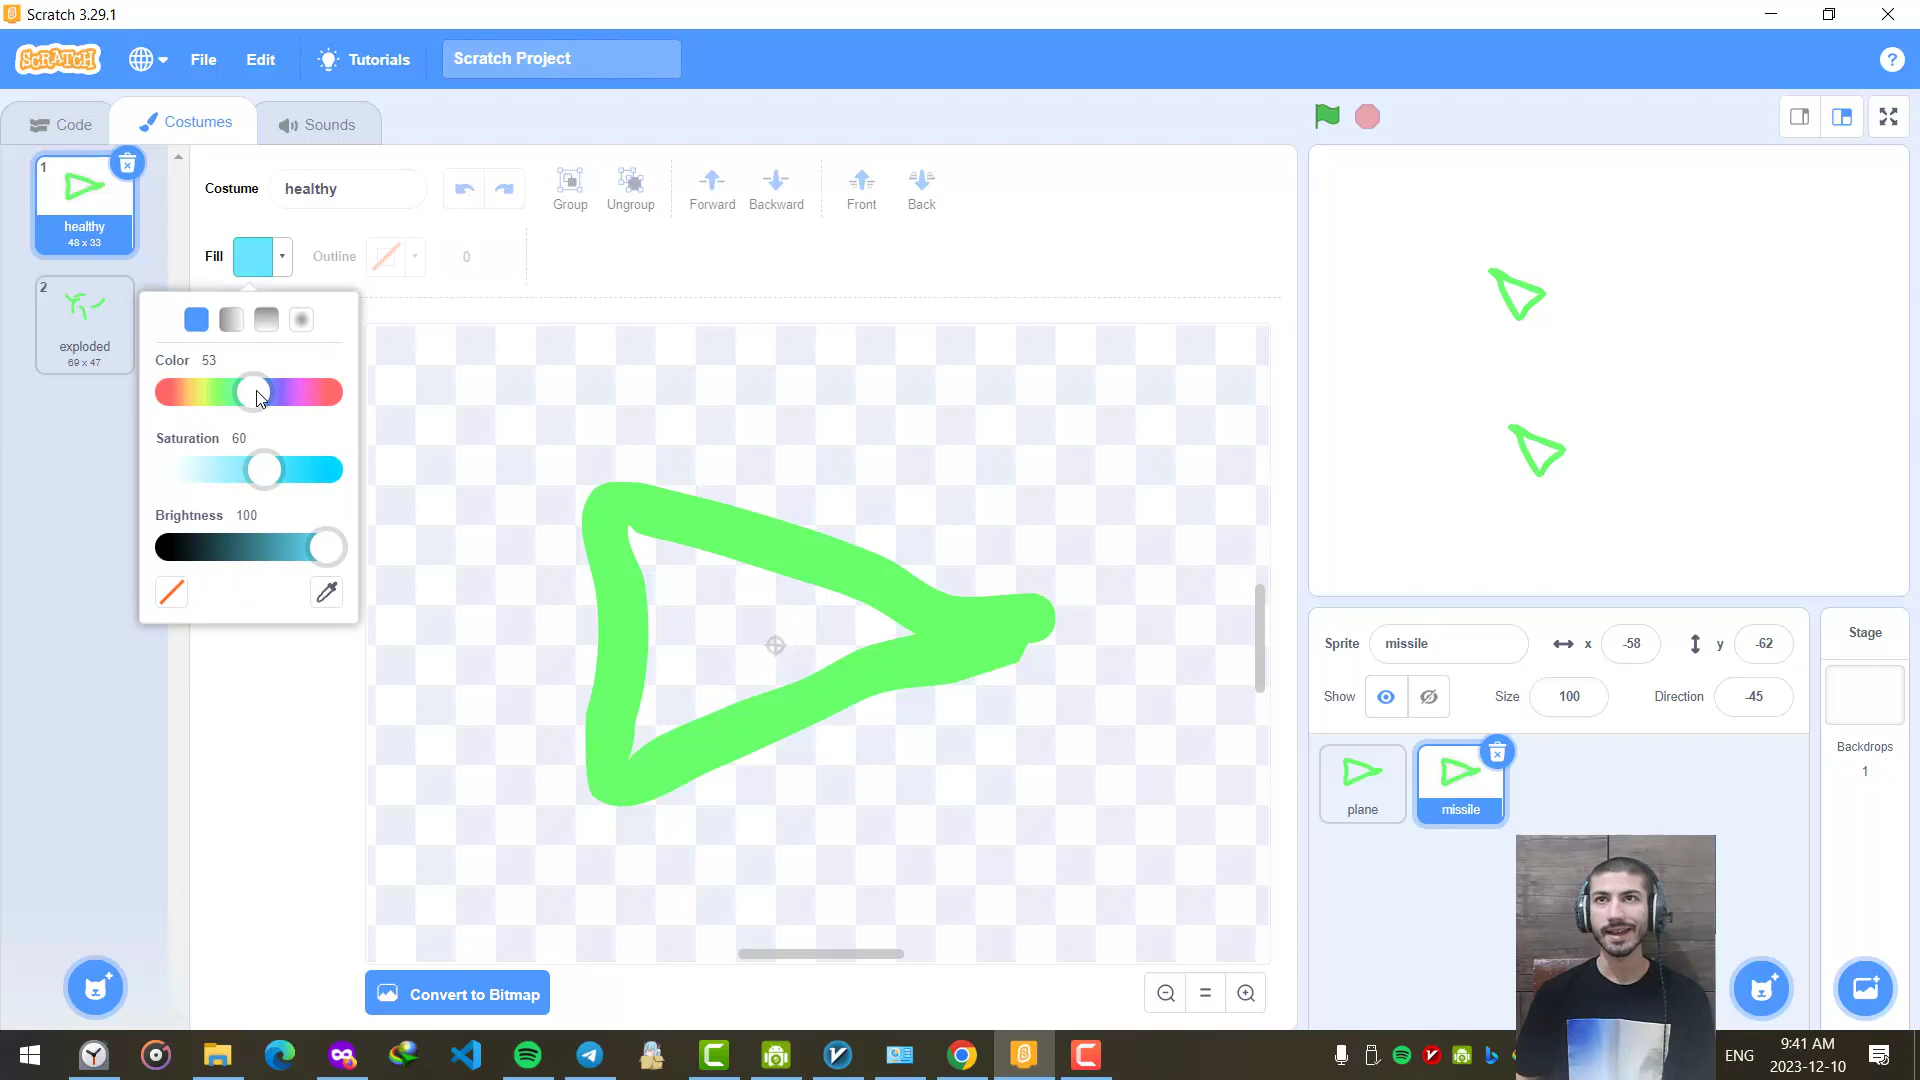 Scratch 3.29.1
SCRATCH
File
Edit
Tutorials
Scratch Project
?
Code
Costumes
Sounds
1
healthy
48 x 33
2
exploded
69 x 47
Costume
healthy
Group
Ungroup
Forward
Backward
Front
Back
Fill
Outline
0
Color 53
Saturation 60
Brightness 100
Convert to Bitmap
Sprite
missile
x
-58
y
-62
Show
Size
100
Direction
-45
plane
missile
Stage
Backdrops
1
ENG
9:41 AM
2023-12-10